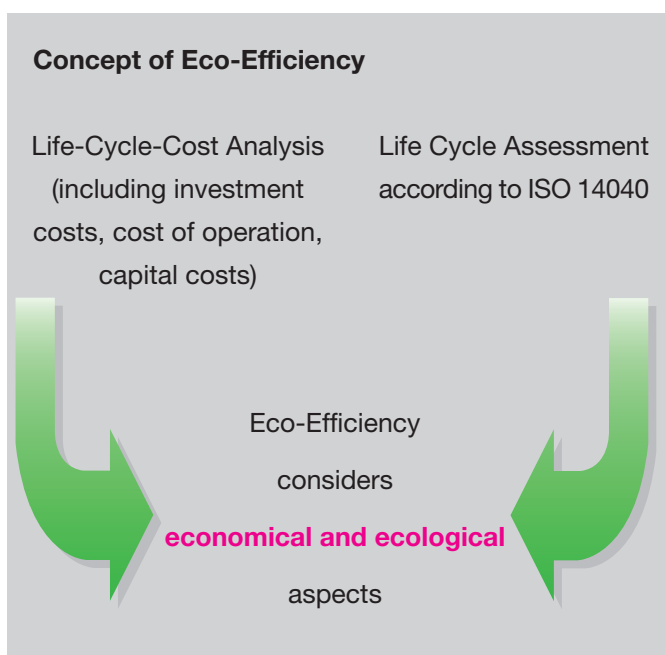 Concept of Eco-Efficiency
Life-Cycle-Cost Analysis
(including investment
costs, cost of operation,
capital costs)
Life Cycle Assessment
according to ISO 14040
Eco-Efficiency
considers
economical and ecological
aspects